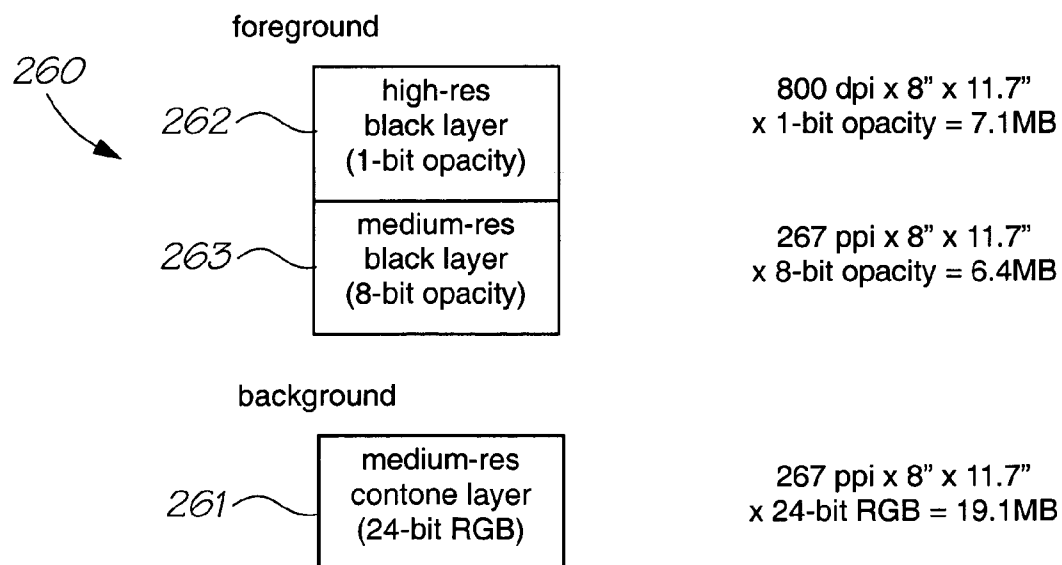 foreground
260
262
high-res
black layer
(1-bit opacity)
800 dpi x 8” x 11.7”
x 1-bit opacity = 7.1MB
263
medium-res
black layer
(8-bit opacity)
267 ppi x 8” x 11.7”
x 8-bit opacity = 6.4MB
background
261
medium-res
contone layer
(24-bit RGB)
267 ppi x 8” x 11.7”
x 24-bit RGB = 19.1MB